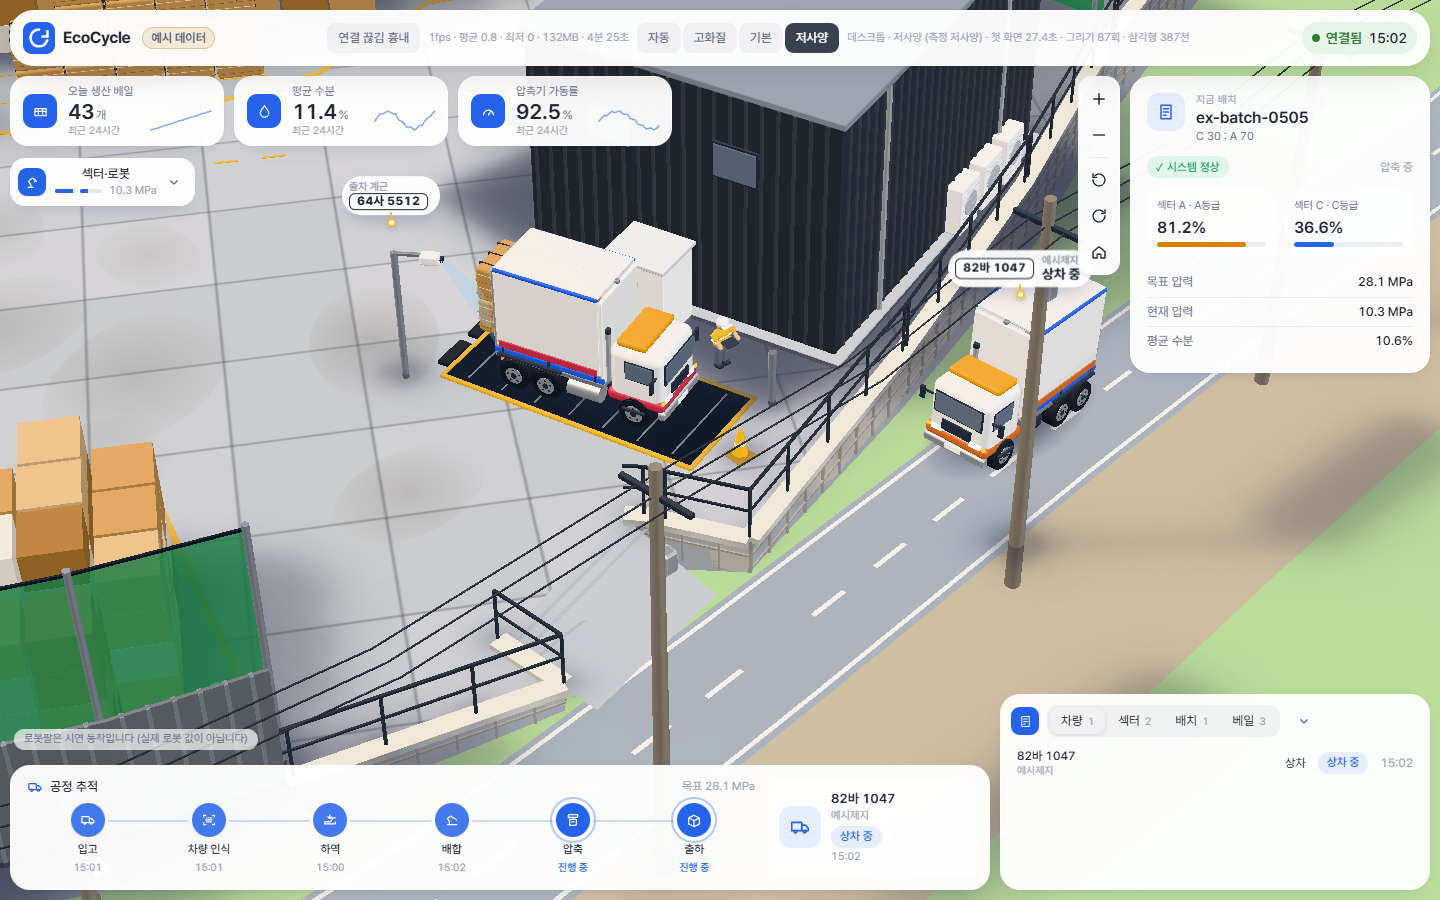 EcoCycle
예시 데이터
연결 끊김 흉내
1fps · 평균 0.8 · 최저 0 · 132MB · 4분 25초
자동
고화질
기본
저사양
데스크톱 · 저사양 (측정 저사양) · 첫 화면 27.4초 · 그리기 87회 · 삼각형 387천
연결됨 15:02
오늘 생산 베일
43개
최근 24시간
평균 수분
11.4%
최근 24시간
압축기 가동률
92.5%
최근 24시간
섹터·로봇
10.3 MPa
출차 계근
64사 5512
82바 1047
예시제지
상차 중
지금 배치
ex-batch-0505
C 30 : A 70
✓ 시스템 정상
압축 중
섹터 A · A등급
81.2%
섹터 C · C등급
36.6%
목표 압력 28.1 MPa
현재 압력 10.3 MPa
평균 수분 10.6%
로봇팔은 시연 동작입니다 (실제 로봇 값이 아닙니다)
공정 추적
목표 28.1 MPa
입고
15:01
차량 인식
15:01
하역
15:00
배합
15:02
압축
진행 중
출하
진행 중
82바 1047
예시제지
상차 중
15:02
차량 1
섹터 2
배치 1
베일 3
82바 1047
예시제지
상차
상차 중
15:02